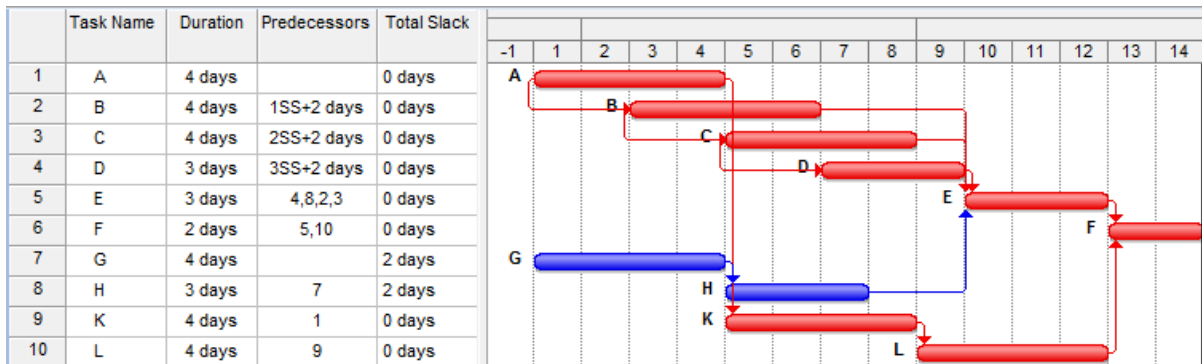 Task Name Duration Predecessors Total Slack
-1 1 2 3 4 5 6 7 8 9 10 11 12 13 14
1 A 4 days 0 days A
2 B 4 days 1SS+2 days 0 days B
3 C 4 days 2SS+2 days 0 days C
4 D 3 days 3SS+2 days 0 days D
5 E 3 days 4,8,2,3 0 days E
6 F 2 days 5,10 0 days F
7 G 4 days 2 days G
8 H 3 days 7 2 days H
9 K 4 days 1 0 days K
10 L 4 days 9 0 days L